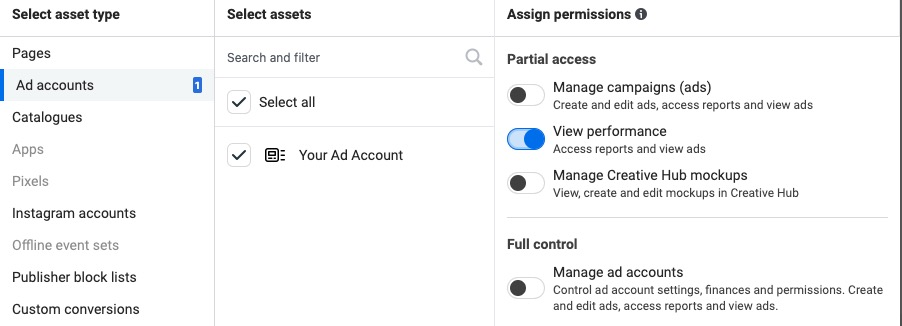 Select asset type
Pages
Ad accounts
1
Catalogues
Apps
Pixels
Instagram accounts
Offline event sets
Publisher block lists
Custom conversions
Select assets
Search and filter
Select all
Your Ad Account
Assign permissions
Partial access
Manage campaigns (ads)
Create and edit ads, access reports and view ads
View performance
Access reports and view ads
Manage Creative Hub mockups
View, create and edit mockups in Creative Hub
Full control
Manage ad accounts
Control ad account settings, finances and permissions. Create
and edit ads, access reports and view ads.